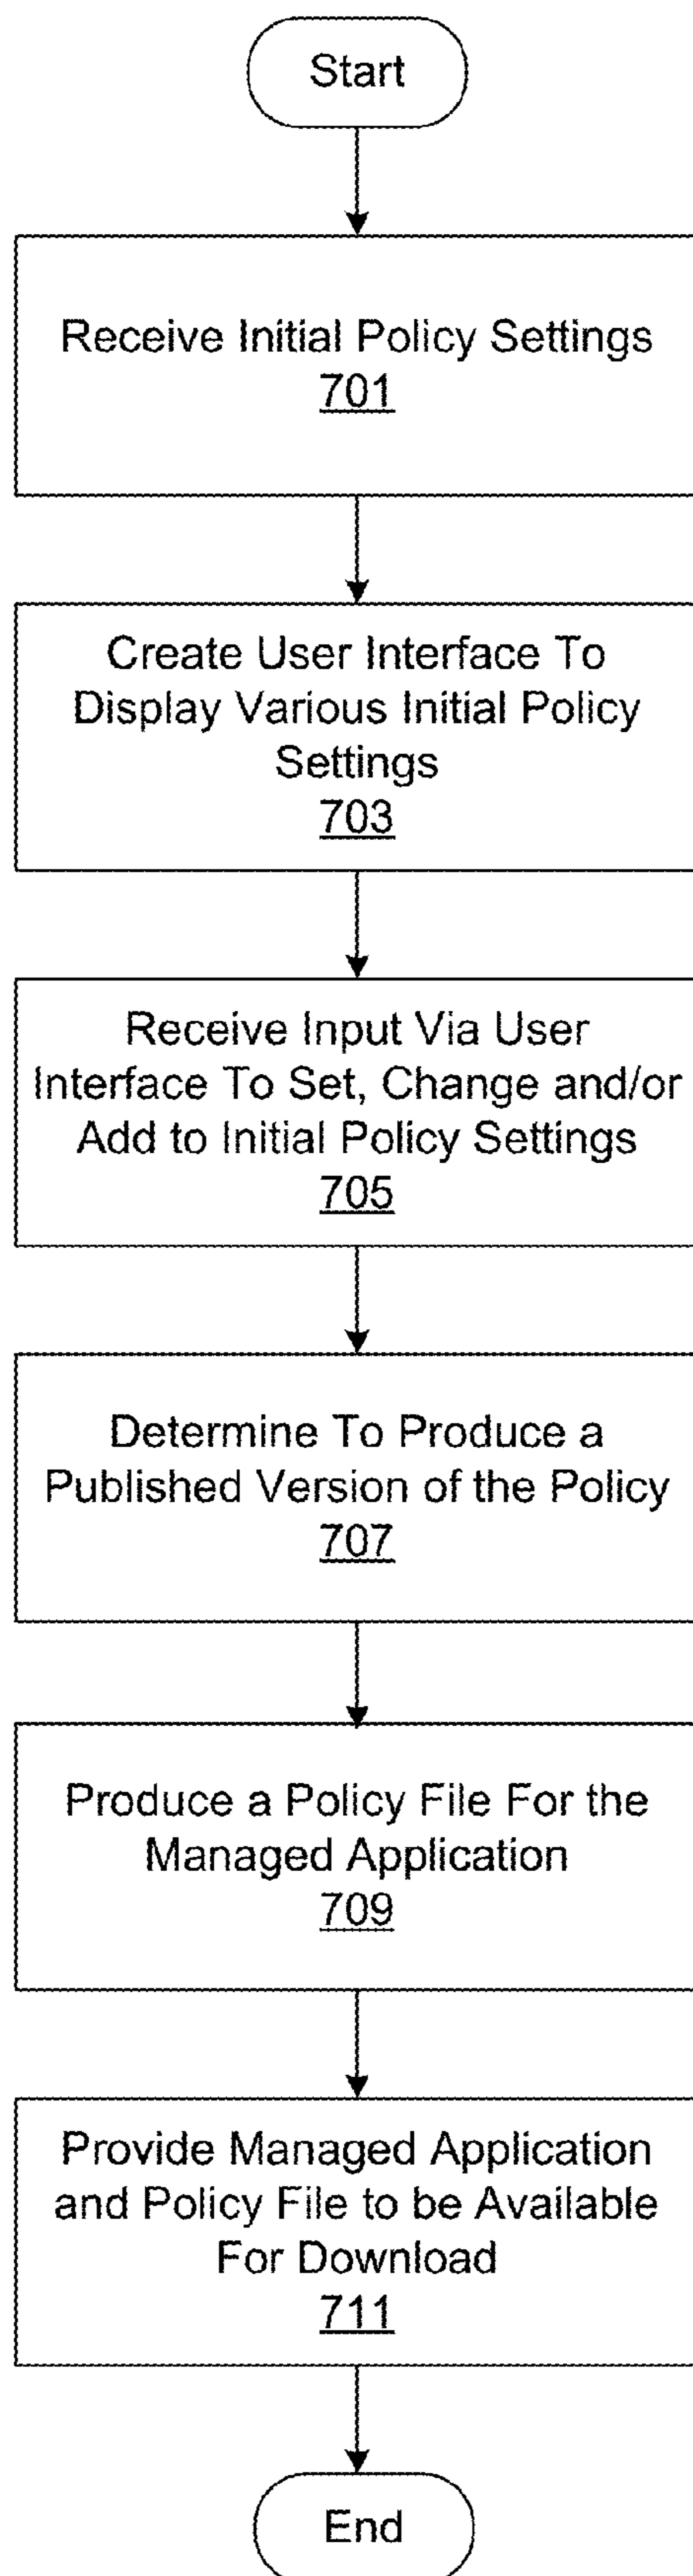 Start
Receive Initial Policy Settings
701
Create User Interface To
Display Various Initial Policy
Settings
703
Receive Input Via User
Interface To Set, Change and/or
Add to Initial Policy Settings
705
Determine To Produce a
Published Version of the Policy
707
Produce a Policy File For the
Managed Application
709
Provide Managed Application
and Policy File to be Available
For Download
711
End